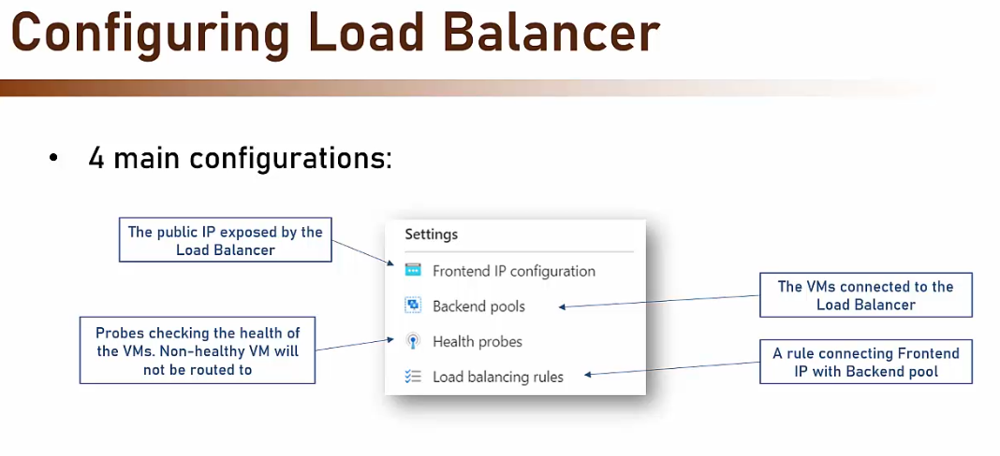 Configuring Load Balancer
• 4 main configurations:
The public IP exposed by the
Load Balancer
Probes checking the health of
the VMs. Non-healthy VM will
not be routed to
Settings
Frontend IP configuration
Backend pools
Health probes
Load balancing rules
The VMs connected to the
Load Balancer
A rule connecting Frontend
IP with Backend pool